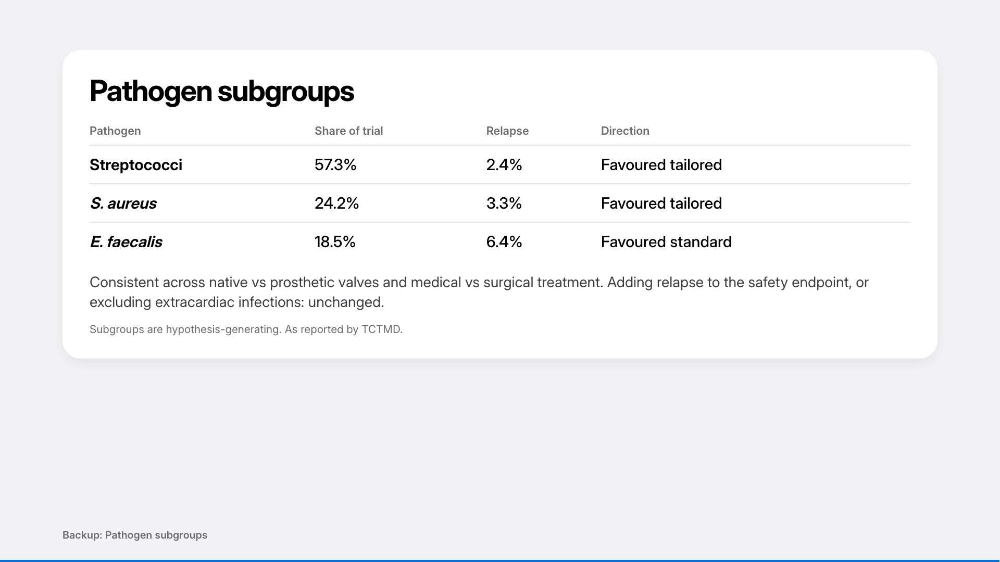 Pathogen subgroups
Pathogen Share of trial Relapse Direction
Streptococci 57.3% 2.4% Favoured tailored
S. aureus 24.2% 3.3% Favoured tailored
E. faecalis 18.5% 6.4% Favoured standard
Consistent across native vs prosthetic valves and medical vs surgical treatment. Adding relapse to the safety endpoint, or
excluding extracardiac infections: unchanged.
Subgroups are hypothesis-generating. As reported by TCTMD.
Backup: Pathogen subgroups